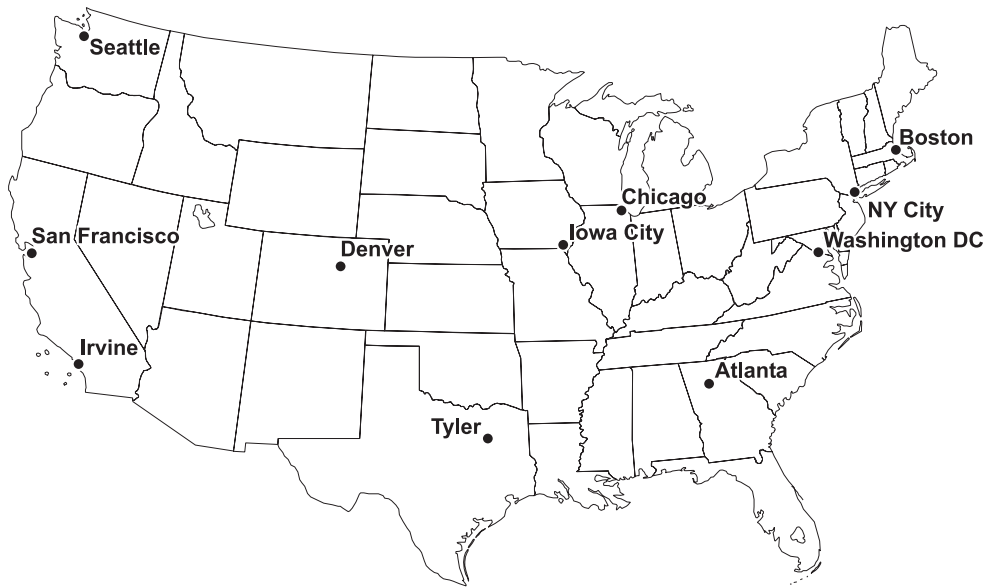 Seattle
Boston
Chicago
NY City
Iowa City
San Francisco
Washington DC
Denver
Irvine
Atlanta
Tyler